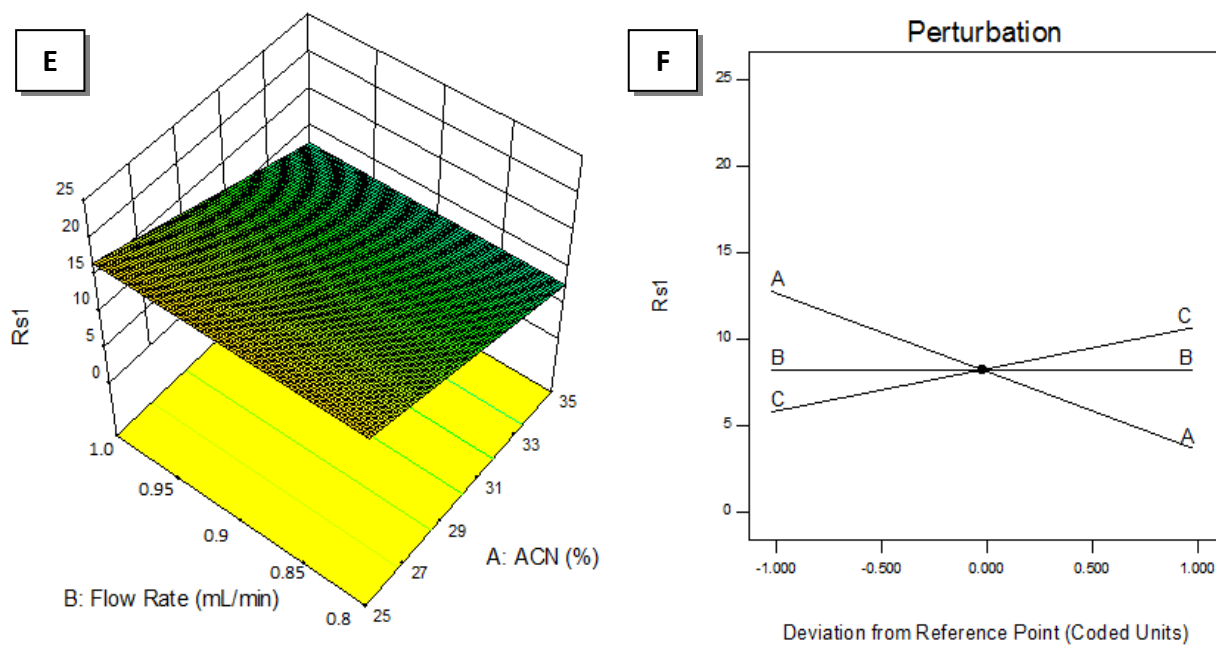 E
25
20
15
10
5
0
Rs1
1.0
0.95
0.9
0.85
0.8
B: Flow Rate (mL/min)
25
27
29
31
33
35
A: ACN (%)
F
Perturbation
25
20
15
10
5
0
Rs1
A
B
C
C
B
A
-1.000
-0.500
0.000
0.500
1.000
Deviation from Reference Point (Coded Units)